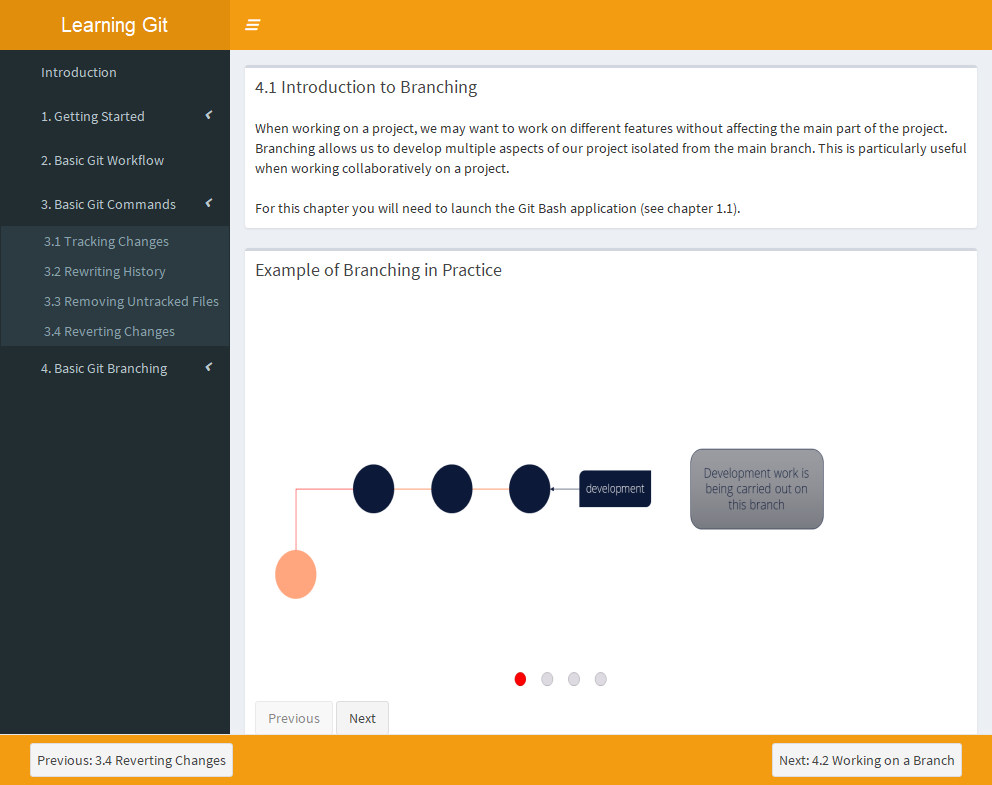 Learning Git
Introduction
1. Getting Started
2. Basic Git Workflow
3. Basic Git Commands
3.1 Tracking Changes
3.2 Rewriting History
3.3 Removing Untracked Files
3.4 Reverting Changes
4. Basic Git Branching
4.1 Introduction to Branching
When working on a project, we may want to work on different features without affecting the main part of the project.
Branching allows us to develop multiple aspects of our project isolated from the main branch. This is particularly useful
when working collaboratively on a project.
For this chapter you will need to launch the Git Bash application (see chapter 1.1).
Example of Branching in Practice
development
Development work is
being carried out on
this branch
Previous
Next
Previous: 3.4 Reverting Changes
Next: 4.2 Working on a Branch